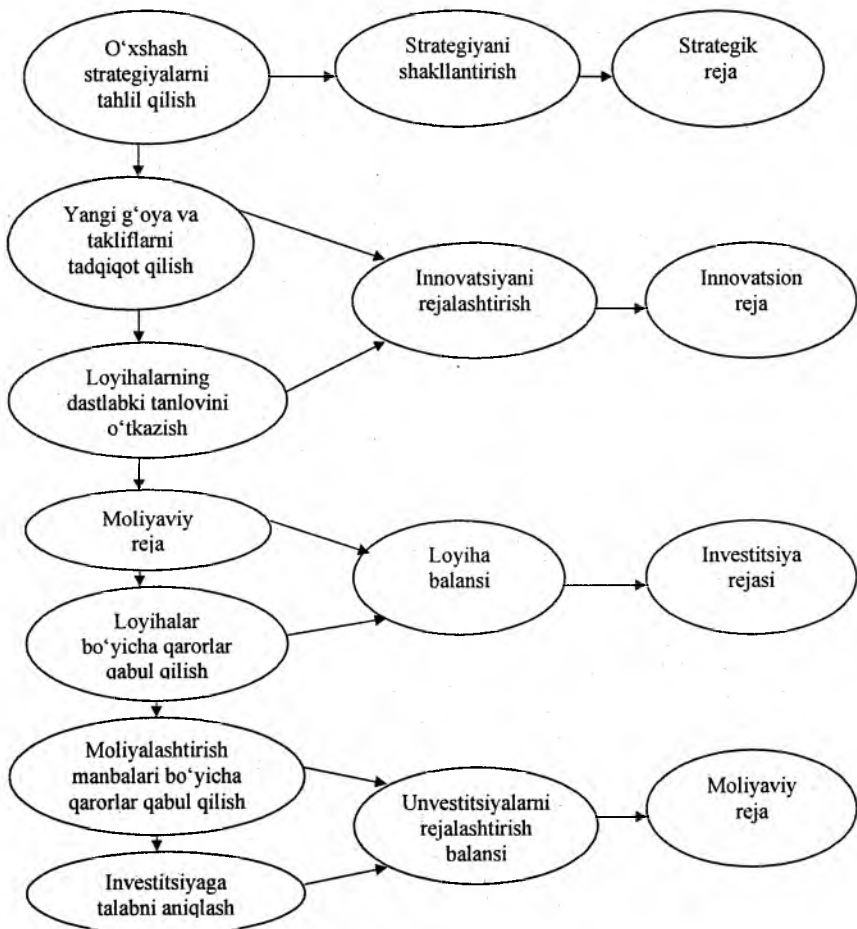 O‘xshash
strategiyalarni
tahlil qilish
Strategiyani
shakllantirish
Strategik
reja
Yangi g‘oya va
takliflarni
tadqiqot qilish
Innovatsiyani
rejalashtirish
Innovatsion
reja
Loyihalarning
dastlabki tanlovini
o‘tkazish
Moliyaviy
reja
Loyiha
balansi
Investitsiya
rejasi
Loyihalar
bo‘yicha qarorlar
qabul qilish
Moliyalashtirish
manbalari bo‘yicha
qarorlar qabul qilish
Unvestitsiyalarni
rejalashtirish
balansi
Moliyaviy
reja
Investitsiyaga
talabni aniqlash